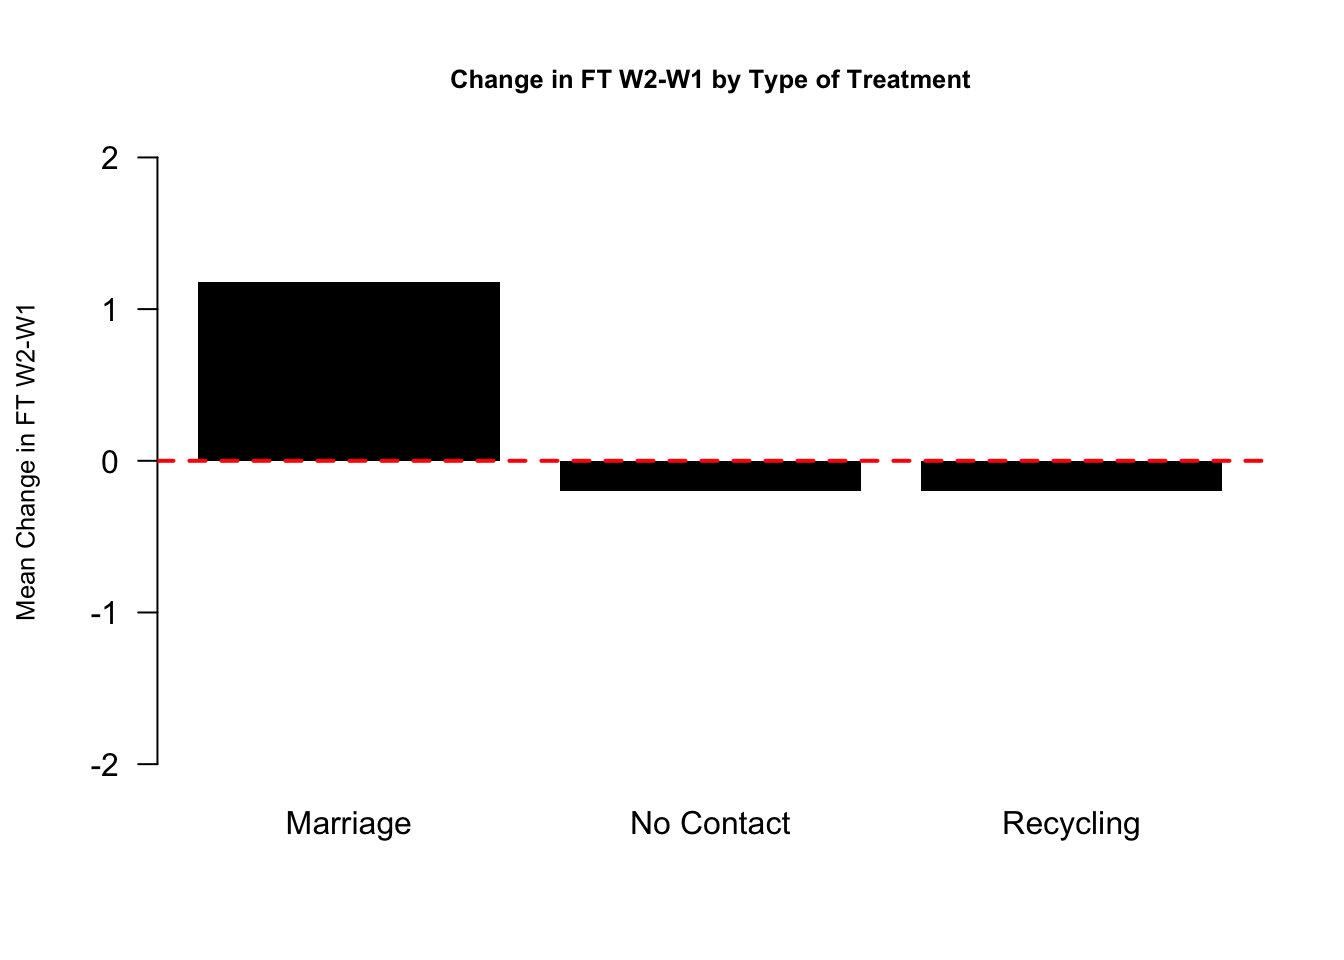 Change in FT W2-W1 by Type of Treatment
Mean Change in FT W2-W1
2
1
0
-1
-2
Marriage
No Contact
Recycling